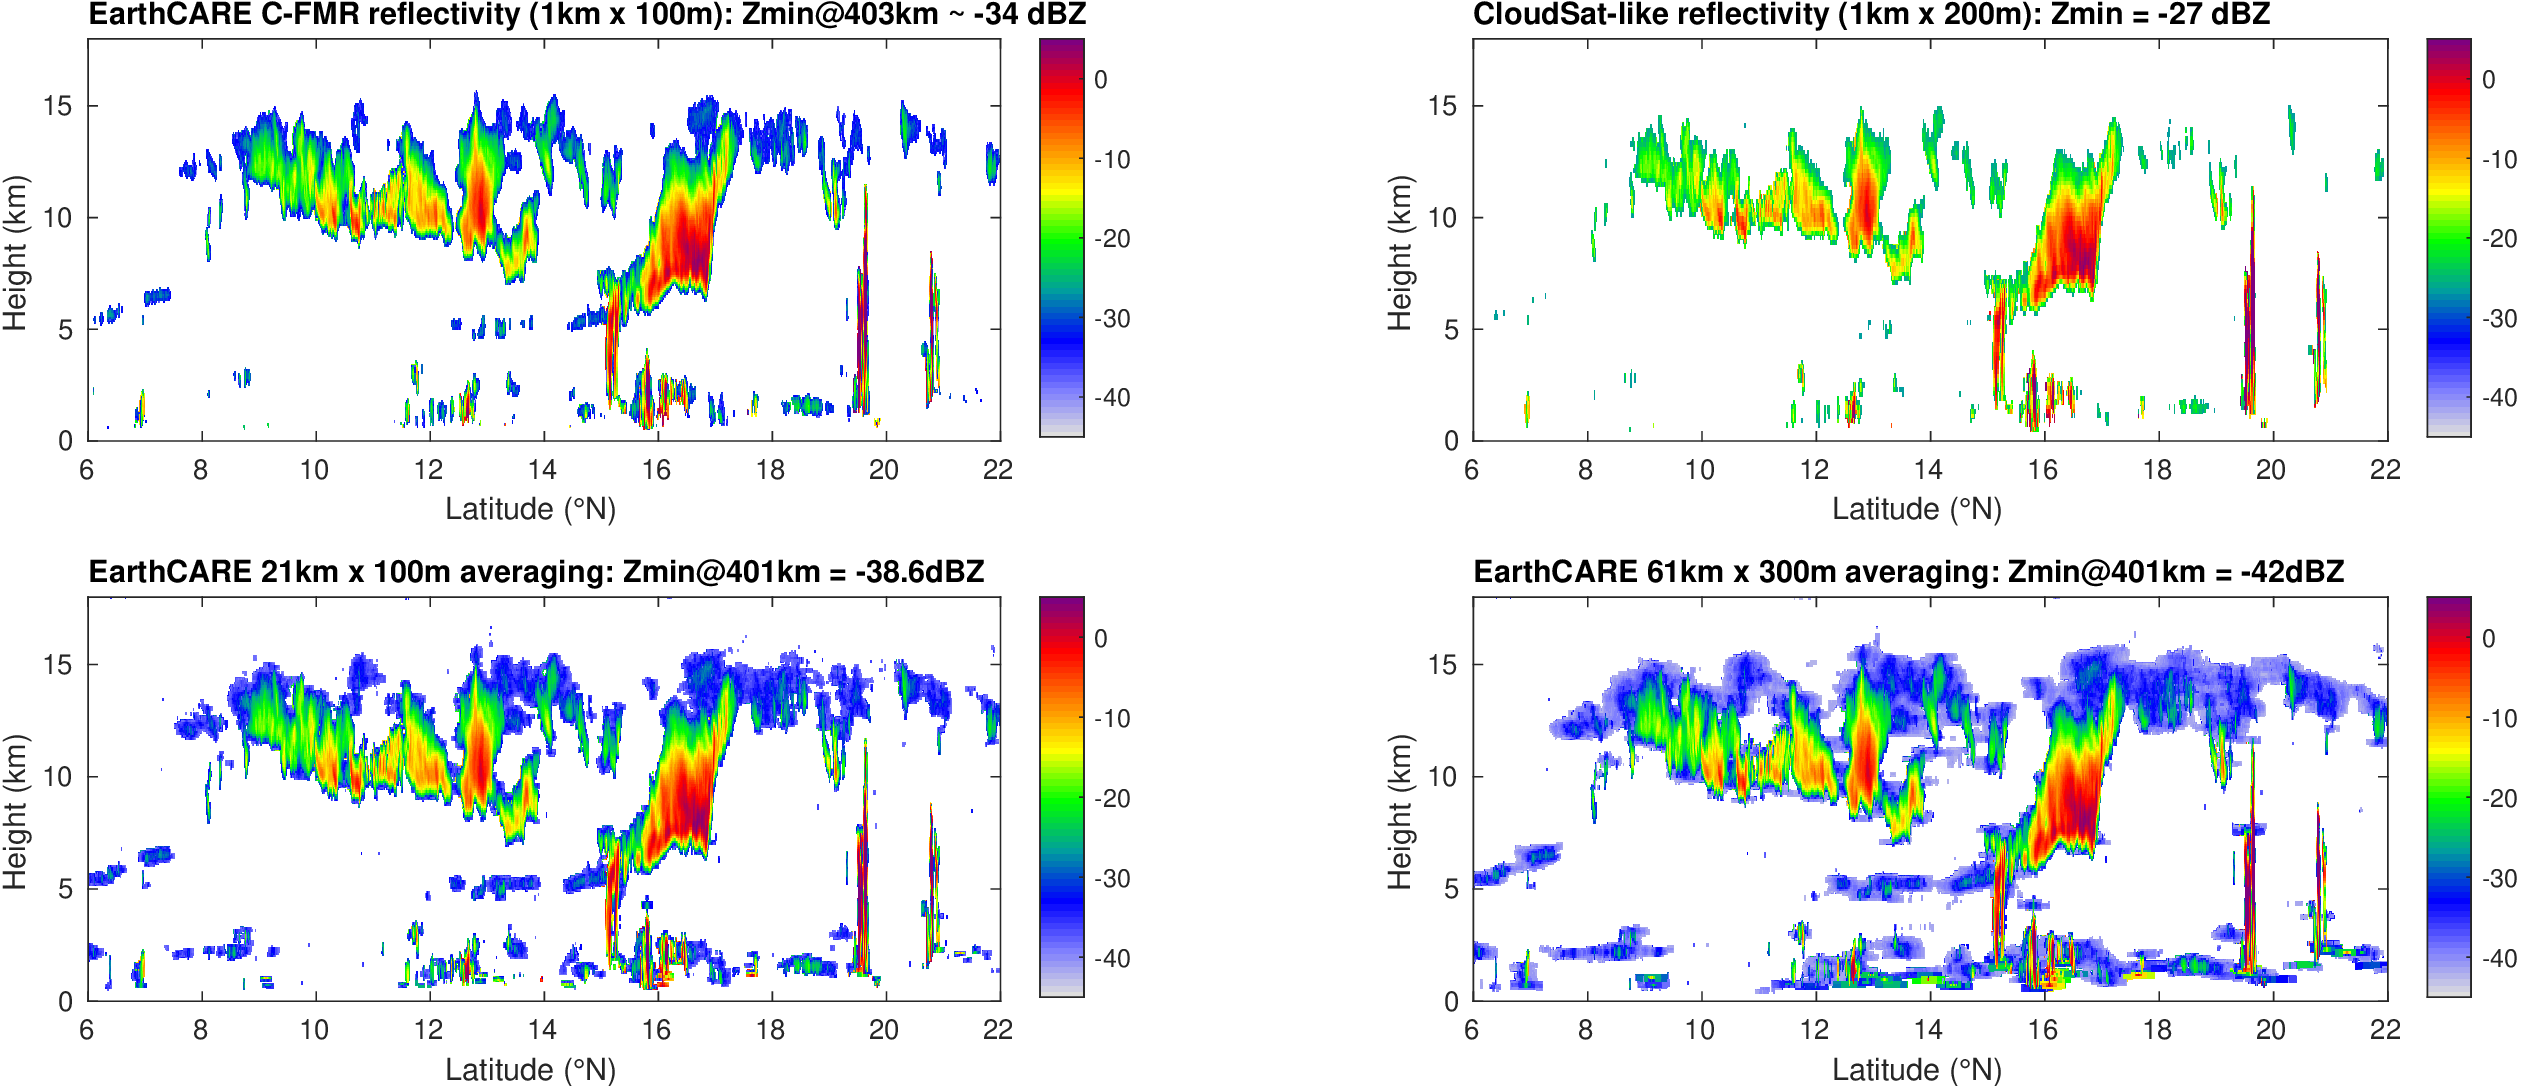 EarthCARE C-FMR reflectivity (1km x 100m): Zmin@403km ~ -34 dBZ
15
10
5
0
6 8 10 12 14 16 18 20 22
Height (km)
Latitude (°N)
0
-10
-20
-30
-40
CloudSat-like reflectivity (1km x 200m): Zmin = -27 dBZ
15
10
5
0
6 8 10 12 14 16 18 20 22
Height (km)
Latitude (°N)
0
-10
-20
-30
-40
EarthCARE 21km x 100m averaging: Zmin@401km = -38.6dBZ
15
10
5
0
6 8 10 12 14 16 18 20 22
Height (km)
Latitude (°N)
0
-10
-20
-30
-40
EarthCARE 61km x 300m averaging: Zmin@401km = -42dBZ
15
10
5
0
6 8 10 12 14 16 18 20 22
Height (km)
Latitude (°N)
0
-10
-20
-30
-40